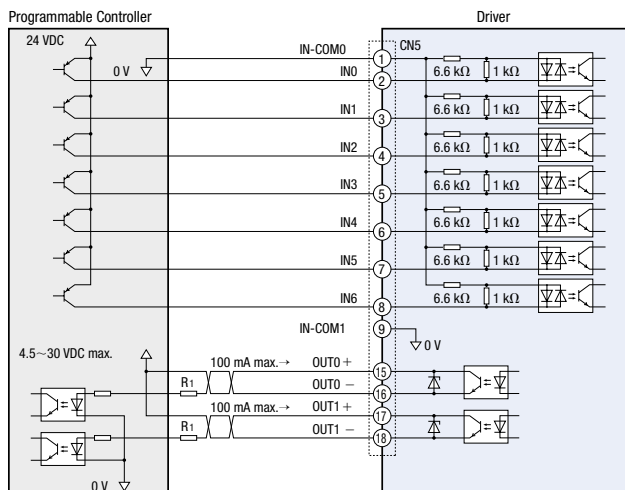 Programmable Controller
Driver
24 VDC
0 V
IN-COM0
CN5
1
6.6 kΩ
1 kΩ
IN0
2
6.6 kΩ
1 kΩ
IN1
3
6.6 kΩ
1 kΩ
IN2
4
6.6 kΩ
1 kΩ
IN3
5
6.6 kΩ
1 kΩ
IN4
6
6.6 kΩ
1 kΩ
IN5
7
6.6 kΩ
1 kΩ
IN6
8
IN-COM1
9
0 V
4.5~30 VDC max.
100 mA max.→
OUT0+
15
R1
OUT0−
16
100 mA max.→
OUT1+
17
R1
OUT1−
18
0 V